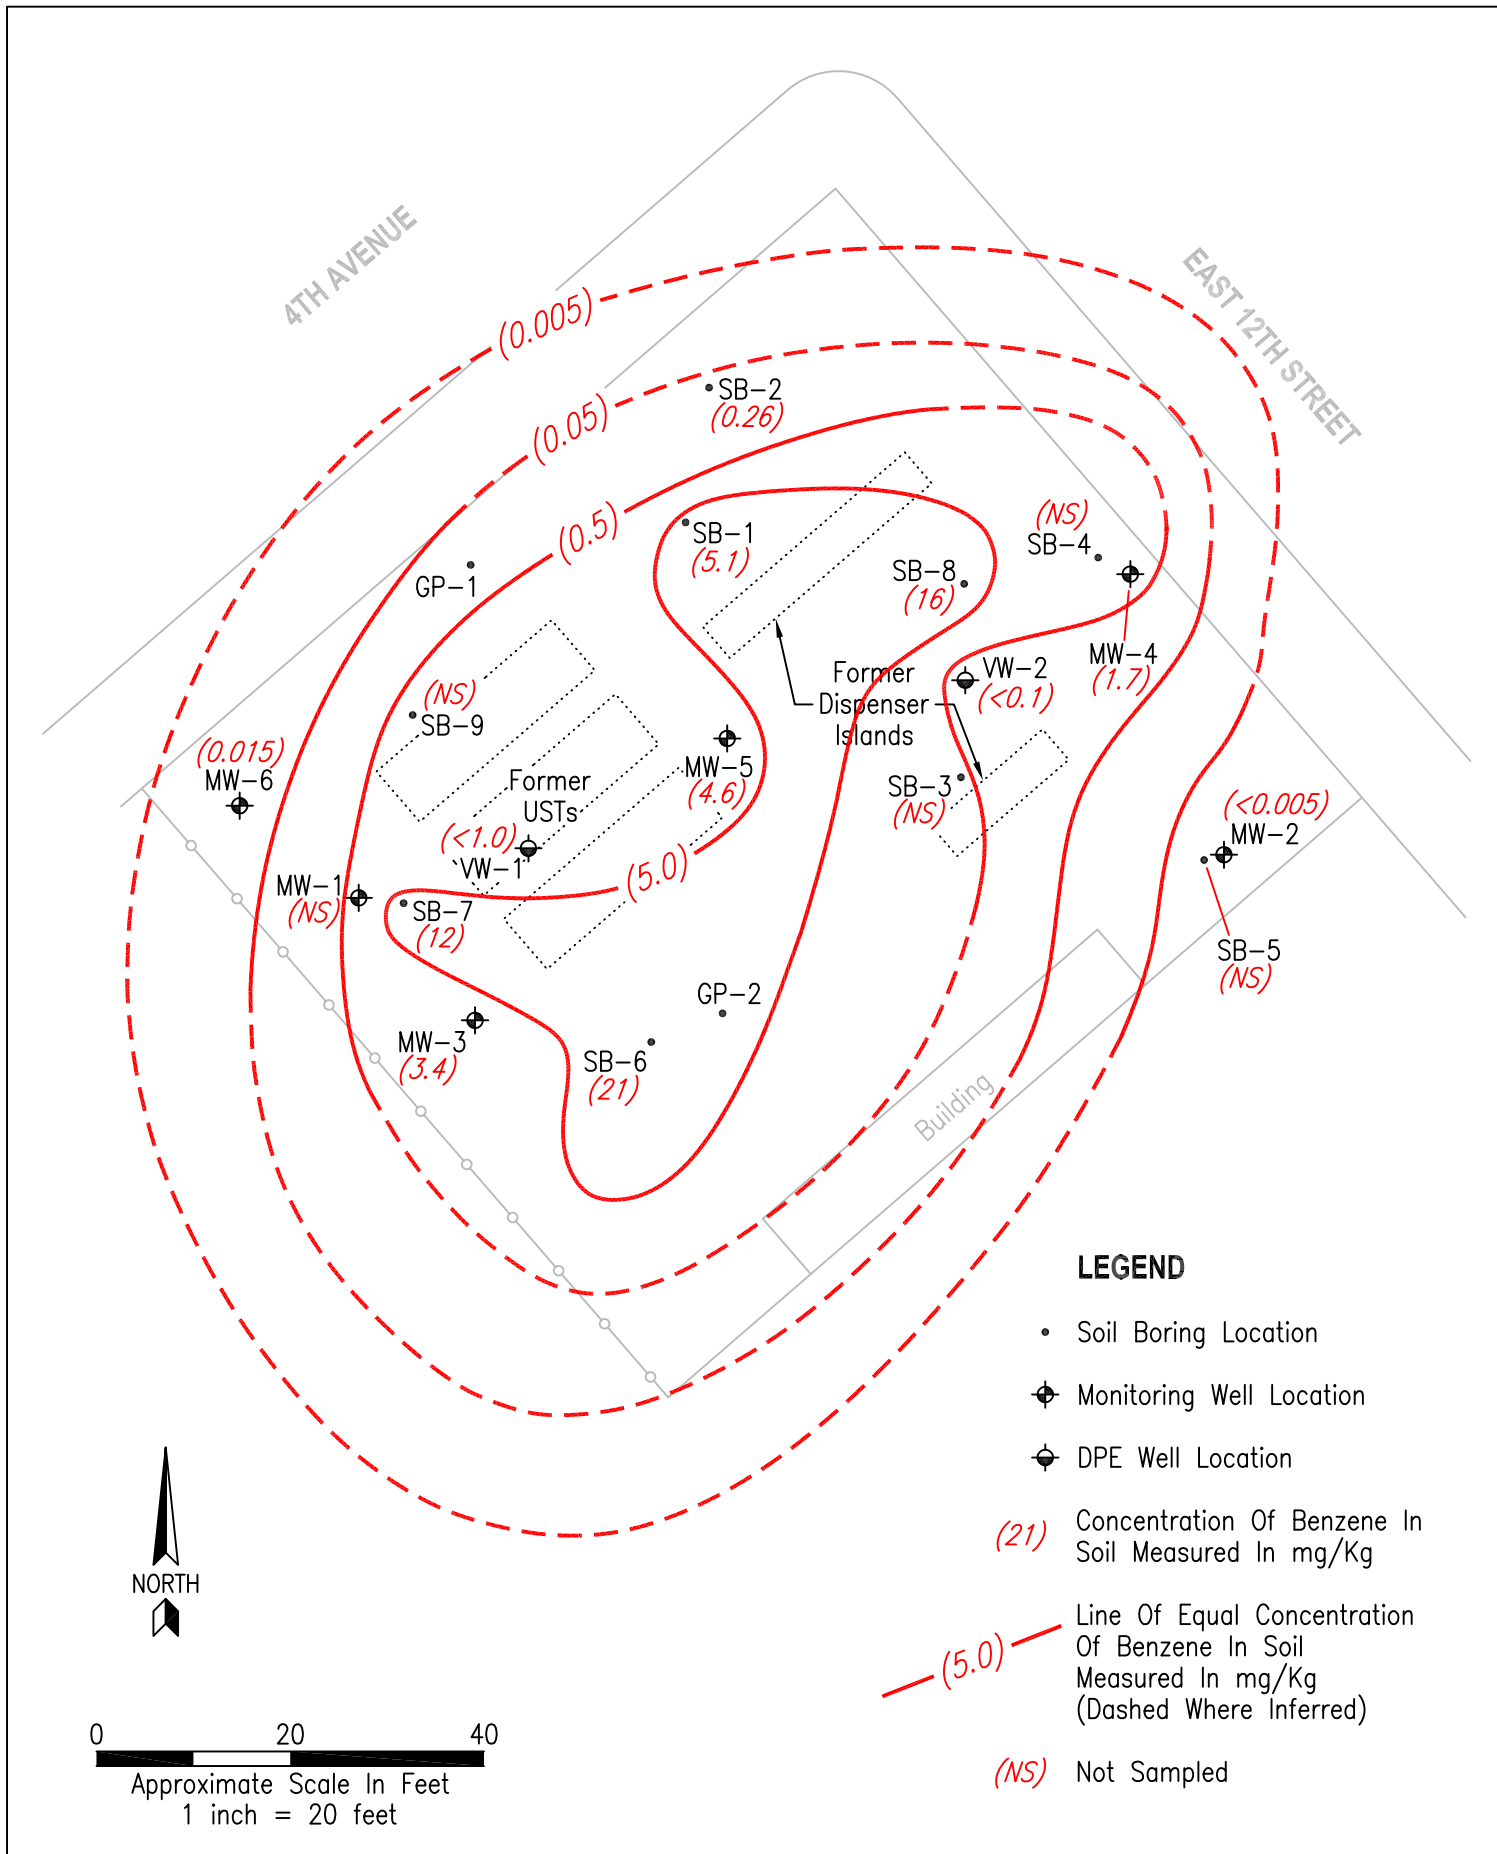 4TH AVENUE
EAST 12TH STREET
(0.005)
SB-2
(0.26)
(0.05)
(0.5)
SB-1
(5.1)
(NS)
SB-4
GP-1
SB-8
(16)
MW-4
(1.7)
Former
Dispenser
Islands
VW-2
(<0.1)
(NS)
SB-9
(0.015)
MW-6
MW-5
(4.6)
Former
USTs
SB-3
(NS)
(<0.005)
MW-2
(<1.0)
VW-1
(5.0)
MW-1
(NS)
SB-7
(12)
SB-5
(NS)
GP-2
MW-3
(3.4)
SB-6
(21)
Building
LEGEND
Soil Boring Location
Monitoring Well Location
DPE Well Location
(21)
Concentration Of Benzene In
Soil Measured In mg/Kg
(5.0)
Line Of Equal Concentration
Of Benzene In Soil
Measured In mg/Kg
(Dashed Where Inferred)
(NS) Not Sampled
NORTH
0 20 40
Approximate Scale In Feet
1 inch = 20 feet